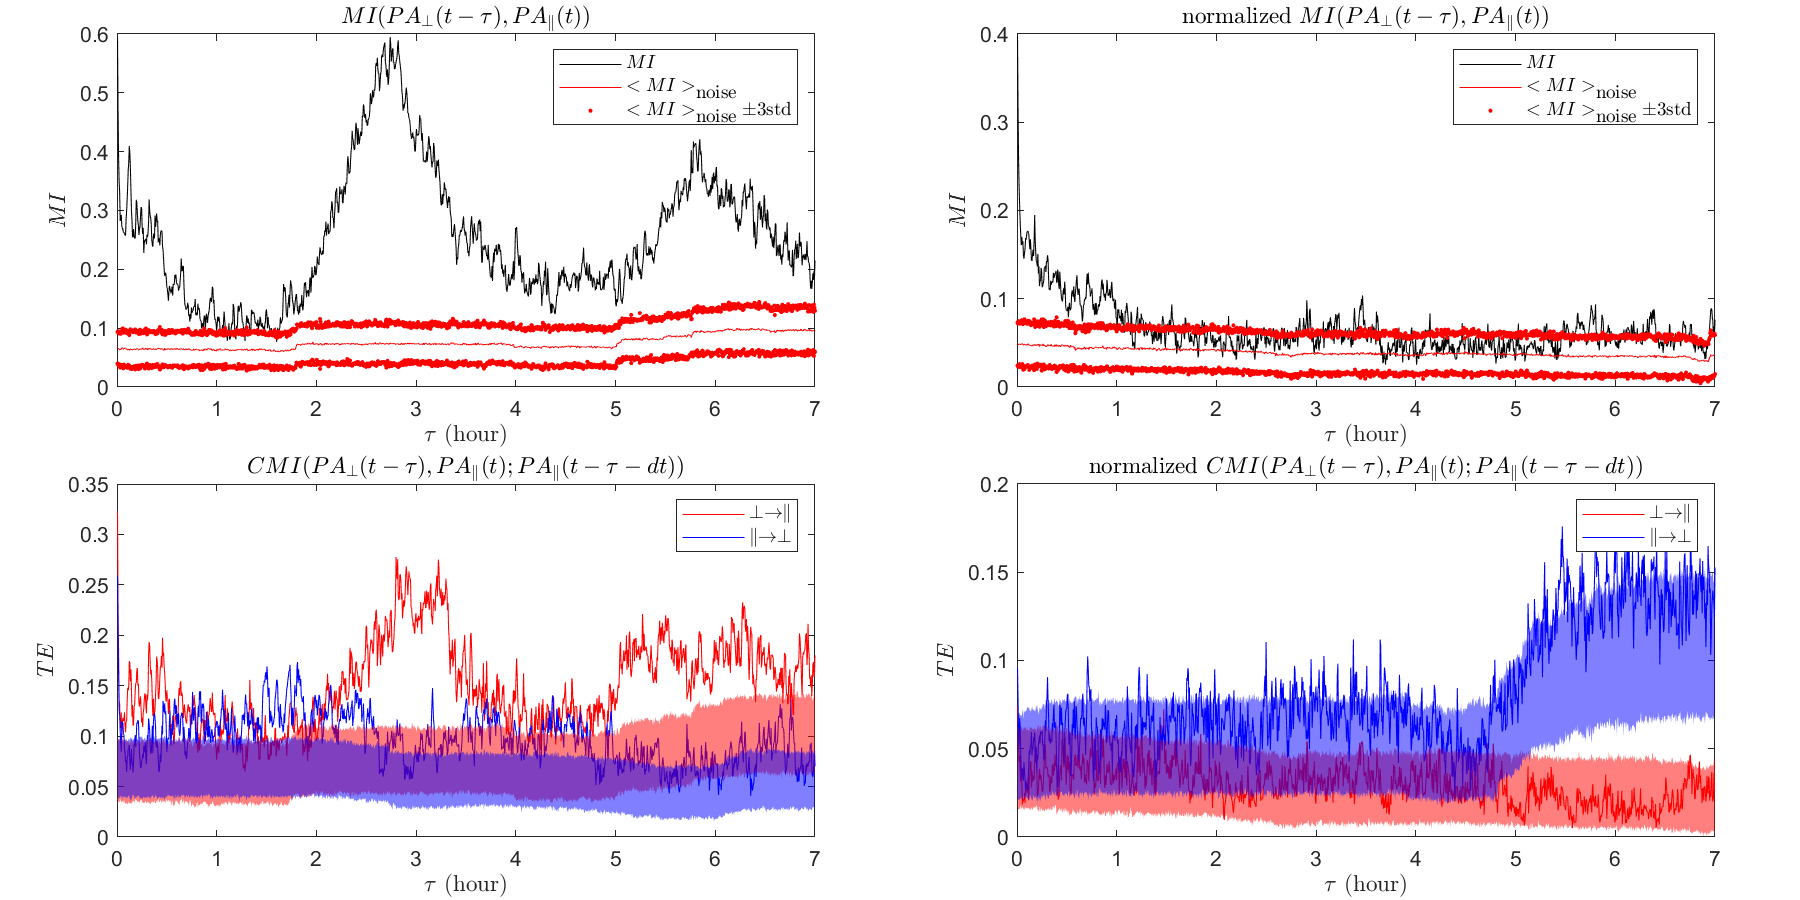 MI(PA⊥(t − τ), PA∥(t))
0.6
0.5
0.4
0.3
0.2
0.1
0
MI
MI
< MI >noise
< MI >noise ±3std
0 1 2 3 4 5 6 7
τ (hour)
normalized MI(PA⊥(t − τ), PA∥(t))
0.4
0.3
0.2
0.1
0
MI
MI
< MI >noise
< MI >noise ±3std
0 1 2 3 4 5 6 7
τ (hour)
CMI(PA⊥(t − τ), PA∥(t); PA∥(t − τ − dt))
0.35
0.3
0.25
0.2
0.15
0.1
0.05
0
TE
⊥→∥
∥→⊥
0 1 2 3 4 5 6 7
τ (hour)
normalized CMI(PA⊥(t − τ), PA∥(t); PA∥(t − τ − dt))
0.2
0.15
0.1
0.05
0
TE
⊥→∥
∥→⊥
0 1 2 3 4 5 6 7
τ (hour)